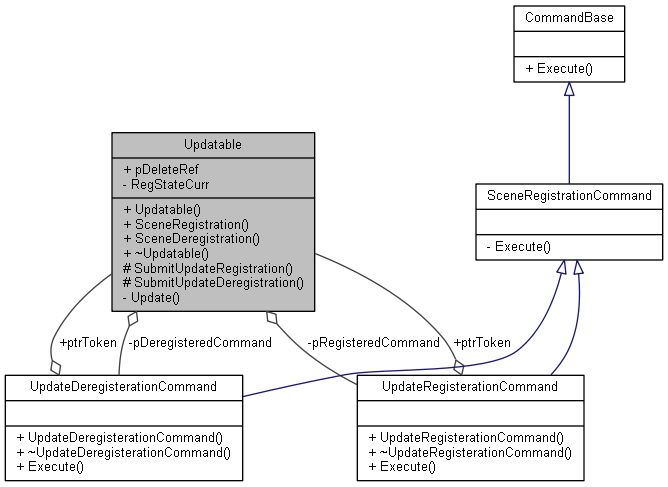 CommandBase
+ Execute()
Updatable
+ pDeleteRef
- RegStateCurr
+ Updatable()
+ SceneRegistration()
+ SceneDeregistration()
+ ~Updatable()
# SubmitUpdateRegistration()
# SubmitUpdateDeregistration()
- Update()
SceneRegistrationCommand
- Execute()
+ptrToken
-pDeregisteredCommand
-pRegisteredCommand
+ptrToken
UpdateDeregisterationCommand
+ UpdateDeregisterationCommand()
+ ~UpdateDeregisterationCommand()
+ Execute()
UpdateRegisterationCommand
+ UpdateRegisterationCommand()
+ ~UpdateRegisterationCommand()
+ Execute()